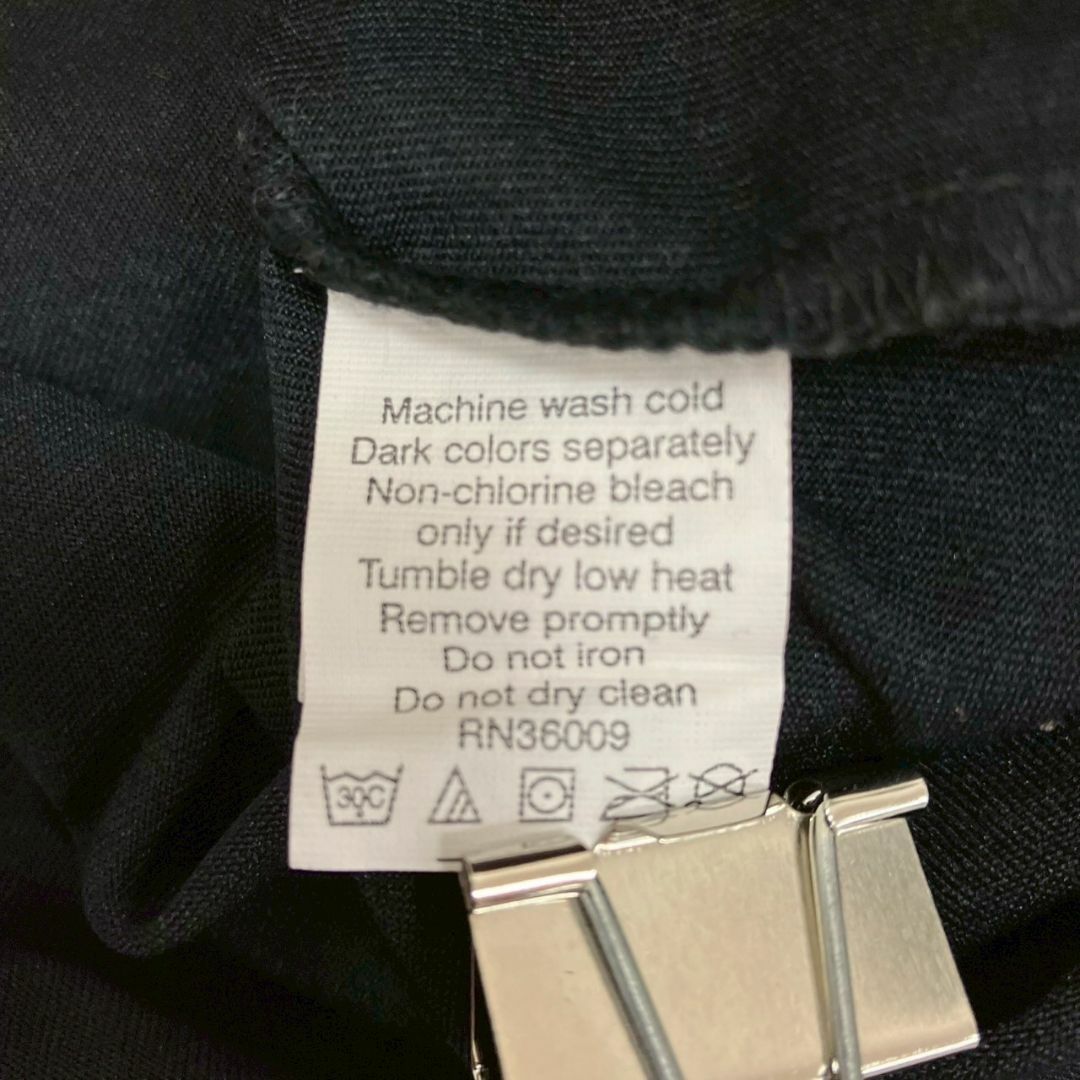 Machine wash cold
Dark colors separately
Non-chlorine bleach
only if desired
Tumble dry low heat
Remove promptly
Do not iron
Do not dry clean
RN36009
30C